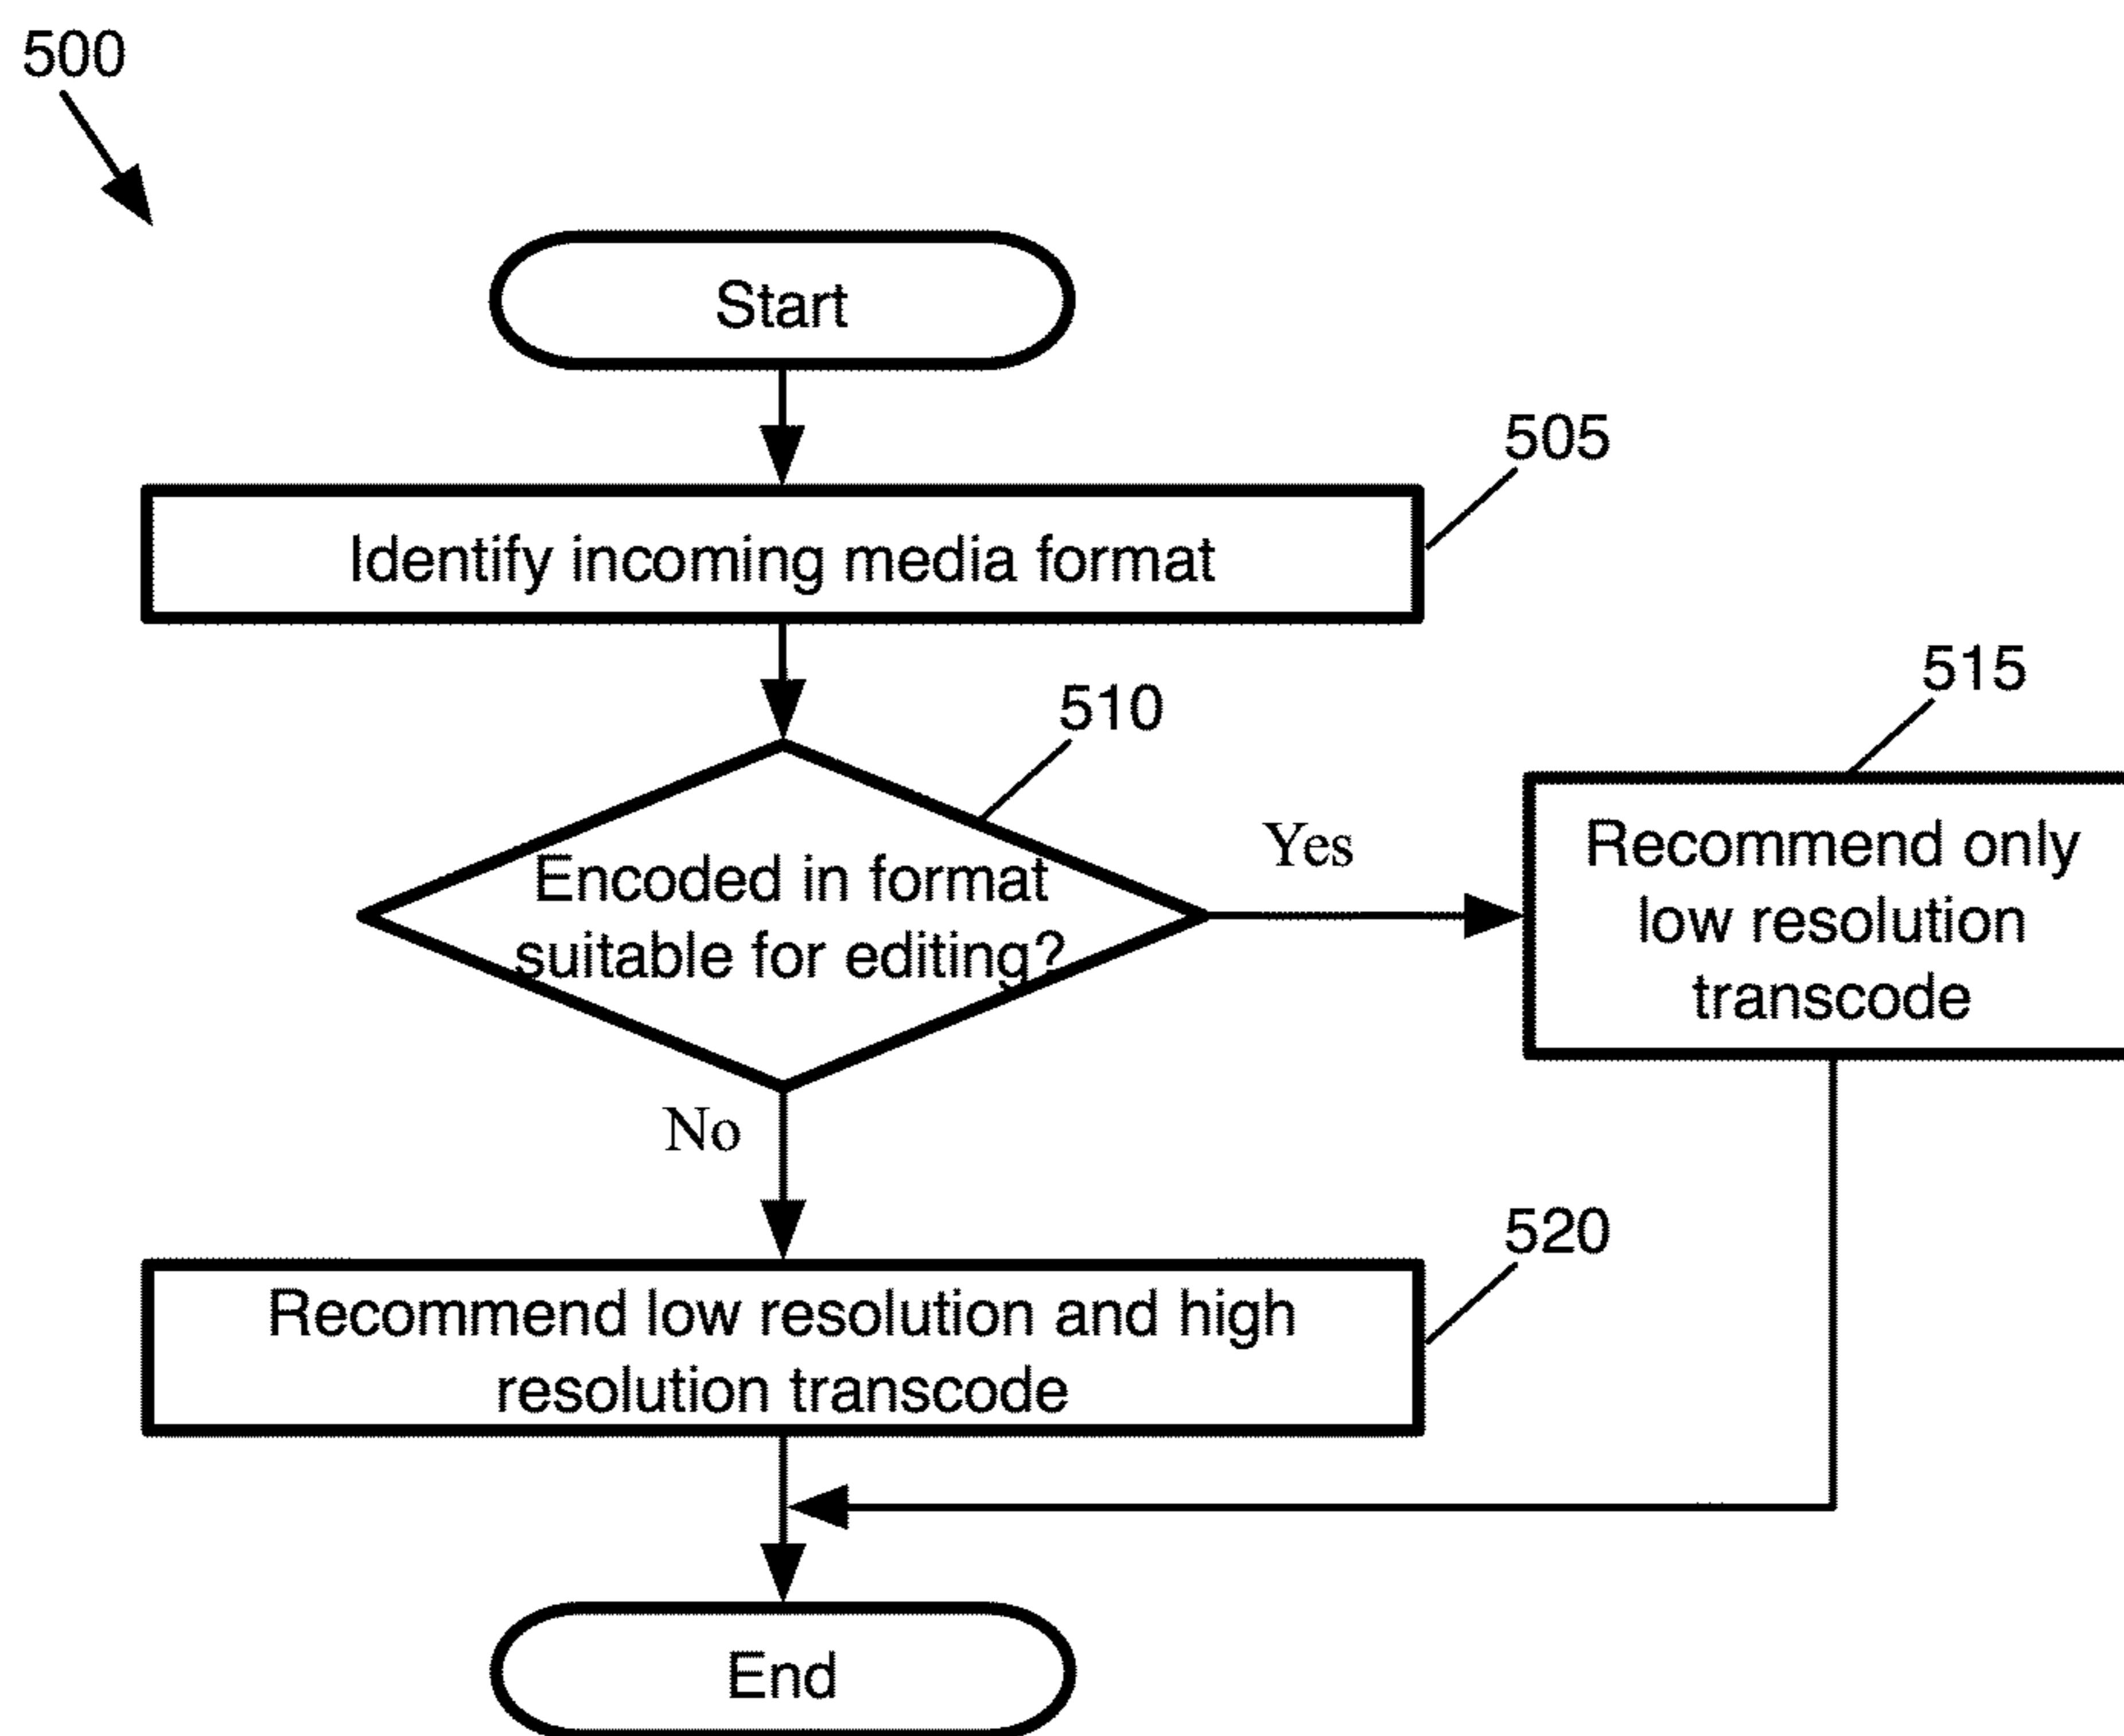 500
Start
505
Identify incoming media format
510
515
Encoded in format
suitable for editing?
Yes
Recommend only
low resolution
transcode
No
520
Recommend low resolution and high
resolution transcode
End